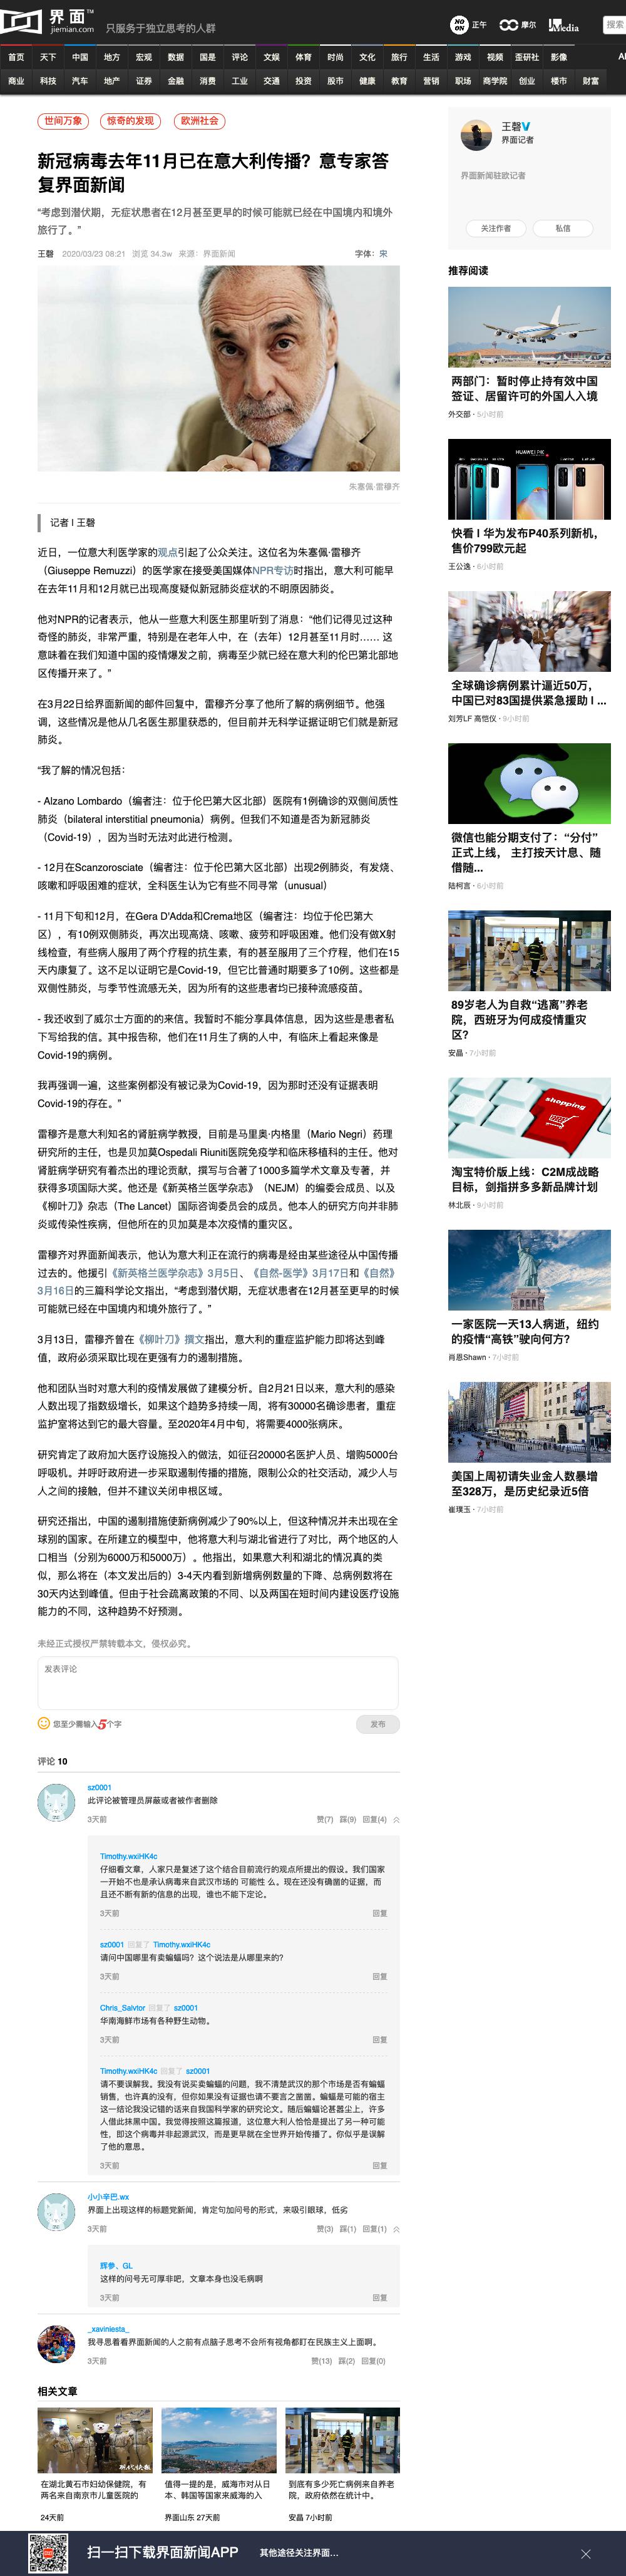 界面
jiemian.com
只服务于独立思考的人群
NO ON 正午
摩尔
JMedia
搜索
首页 天下 中国 地方 宏观 数据 国是 评论 文娱 体育 时尚 文化 旅行 生活 游戏 视频 歪研社 影像
商业 科技 汽车 地产 证券 金融 消费 工业 交通 投资 股市 健康 教育 营销 职场 商学院 创业 楼市 财富
世间万象 惊奇的发现 欧洲社会
新冠病毒去年11月已在意大利传播？意专家答
复界面新闻
“考虑到潜伏期，无症状患者在12月甚至更早的时候可能就已经在中国境内和境外
旅行了。”
王磬 2020/03/23 08:21 浏览 34.3w 来源：界面新闻
字体：宋
朱塞佩·雷穆齐
记者 | 王磬
近日，一位意大利医学家的观点引起了公众关注。这位名为朱塞佩·雷穆齐
（Giuseppe Remuzzi）的医学家在接受美国媒体NPR专访时指出，意大利可能早
在去年11月和12月就已出现高度疑似新冠肺炎症状的不明原因肺炎。
他对NPR的记者表示，他从一些意大利医生那里听到了消息：“他们记得见过这种
奇怪的肺炎，非常严重，特别是在老年人中，在（去年）12月甚至11月时…… 这
意味着在我们知道中国的疫情爆发之前，病毒至少就已经在意大利的伦巴第北部地
区传播开来了。”
在3月22日给界面新闻的邮件回复中，雷穆齐分享了他所了解的病例细节。他强
调，这些情况是他从几名医生那里获悉的，但目前并无科学证据证明它们就是新冠
肺炎。
“我了解的情况包括：
- Alzano Lombardo（编者注：位于伦巴第大区北部）医院有1例确诊的双侧间质性
肺炎（bilateral interstitial pneumonia）病例。但我们不知道是否为新冠肺炎
（Covid-19），因为当时无法对此进行检测。
- 12月在Scanzorosciate（编者注：位于伦巴第大区北部）出现2例肺炎，有发烧、
咳嗽和呼吸困难的症状，全科医生认为它有些不同寻常（unusual）
- 11月下旬和12月，在Gera D'Adda和Crema地区（编者注：均位于伦巴第大
区），有10例双侧肺炎，再次出现高烧、咳嗽、疲劳和呼吸困难。他们没有做X射
线检查，有些病人服用了两个疗程的抗生素，有的甚至服用了三个疗程，他们在15
天内康复了。这不足以证明它是Covid-19，但它比普通时期要多了10例。这些都是
双侧性肺炎，与季节性流感无关，因为所有的这些患者均已接种流感疫苗。
- 我还收到了威尔士方面的的来信。我暂时不能分享具体信息，因为这些是患者私
下写给我的信。其中报告称，他们在11月生了病的人中，有临床上看起来像是
Covid-19的病例。
我再强调一遍，这些案例都没有被记录为Covid-19，因为那时还没有证据表明
Covid-19的存在。”
雷穆齐是意大利知名的肾脏病学教授，目前是马里奥·内格里（Mario Negri）药理
研究所的主任，也是贝加莫Ospedali Riuniti医院免疫学和临床移植的主任。他对
肾脏病学研究有着杰出的理论贡献，撰写与合著了1000多篇学术文章及专著，并
获得多项国际大奖。他还是《新英格兰医学杂志》（NEJM）的编委会成员、以及
《柳叶刀》杂志（The Lancet）国际咨询委员会的成员。他本人的研究方向并非肺
炎或传染性疾病，但他所在的贝加莫是本次疫情的重灾区。
雷穆齐对界面新闻表示，他认为意大利正在流行的病毒是经由某些途径从中国传播
过去的。他援引《新英格兰医学杂志》3月5日、《自然-医学》3月17日和《自然》
3月16日的三篇科学论文指出，“考虑到潜伏期，无症状患者在12月甚至更早的时候
可能就已经在中国境内和境外旅行了。”
3月13日，雷穆齐曾在《柳叶刀》撰文指出，意大利的重症监护能力即将达到峰
值，政府必须采取比现在更强有力的遏制措施。
他和团队当时对意大利的疫情发展做了建模分析。自2月21日以来，意大利的感染
人数出现了指数级增长，如果这个趋势多持续一周，将有30000名确诊患者，重症
监护室将达到它的最大容量。至2020年4月中旬，将需要4000张病床。
研究肯定了政府加大医疗设施投入的做法，如征召20000名医护人员、增购5000台
呼吸机。并呼吁政府进一步采取遏制传播的措施，限制公众的社交活动，减少人与
人之间的接触，但并不建议关闭申根区域。
研究还指出，中国的遏制措施使新病例减少了90%以上，但这种情况并未出现在全
球别的国家。在所建立的模型中，他将意大利与湖北省进行了对比，两个地区的人
口相当（分别为6000万和5000万）。他指出，如果意大利和湖北的情况真的类
似，那么将在（本文发出后的）3-4天内看到新增病例数量的下降、总病例数将在
30天内达到峰值。但由于社会疏离政策的不同、以及两国在短时间内建设医疗设施
能力的不同，这种趋势不好预测。
未经正式授权严禁转载本文，侵权必究。
发表评论
您至少需输入5个字
发布
评论 10
sz0001
此评论被管理员屏蔽或者被作者删除
3天前 赞(7) 踩(9) 回复(4)
Timothy.wxiHK4c
仔细看文章，人家只是复述了这个结合目前流行的观点所提出的假设。我们国家
一开始不也是承认病毒来自武汉市场的 可能性 么。现在还没有确凿的证据，而
且还不断有新的信息的出现，谁也不能下定论。
3天前 回复
sz0001 回复了 Timothy.wxiHK4c
请问中国哪里有卖蝙蝠吗？这个说法是从哪里来的？
3天前 回复
Chris_Salvtor 回复了 sz0001
华南海鲜市场有各种野生动物。
3天前 回复
Timothy.wxiHK4c 回复了 sz0001
请不要误解我。我没有说买卖蝙蝠的问题，我不清楚武汉的那个市场是否有蝙蝠
销售，也许真的没有，但你如果没有证据也请不要言之凿凿。蝙蝠是可能的宿主
这一结论我没记错的话来自我国科学家的研究论文。随后蝙蝠论甚嚣尘上，许多
人借此抹黑中国。我觉得按照这篇报道，这位意大利人恰恰是提出了另一种可能
性，即这个病毒并非起源武汉，而是更早就在全世界开始传播了。你似乎是误解
了他的意思。
3天前 回复
小小辛巴.wx
界面上出现这样的标题党新闻，肯定句加问号的形式，来吸引眼球，低劣
3天前 赞(3) 踩(1) 回复(1)
辉参、GL
这样的问号无可厚非吧，文章本身也没毛病啊
3天前 回复
_xaviniesta_
我寻思着看界面新闻的人之前有点脑子思考不会所有视角都盯在民族主义上面啊。
3天前 赞(13) 踩(2) 回复(0)
相关文章
在湖北黄石市妇幼保健院，有
两名来自南京市儿童医院的
24天前
值得一提的是，威海市对从日
本、韩国等国家来威海的入
界面山东 27天前
到底有多少死亡病例来自养老
院，政府依然在统计中。
安晶 7小时前
王磬
界面记者
界面新闻驻欧记者
关注作者 私信
推荐阅读
两部门：暂时停止持有效中国
签证、居留许可的外国人入境
外交部 · 5小时前
HUAWEI P40
快看 | 华为发布P40系列新机，
售价799欧元起
王公逸 · 6小时前
全球确诊病例累计逼近50万，
中国已对83国提供紧急援助 | ...
刘芳LF 高恺仪 · 9小时前
微信也能分期支付了：“分付”
正式上线， 主打按天计息、随
借随...
陆柯言 · 6小时前
89岁老人为自救“逃离”养老
院，西班牙为何成疫情重灾
区？
安晶 · 7小时前
shopping
淘宝特价版上线：C2M成战略
目标，剑指拼多多新品牌计划
林北辰 · 9小时前
一家医院一天13人病逝，纽约
的疫情“高铁”驶向何方？
肖恩Shawn · 7小时前
美国上周初请失业金人数暴增
至328万，是历史纪录近5倍
崔璞玉 · 7小时前
扫一扫下载界面新闻APP 其他途径关注界面...